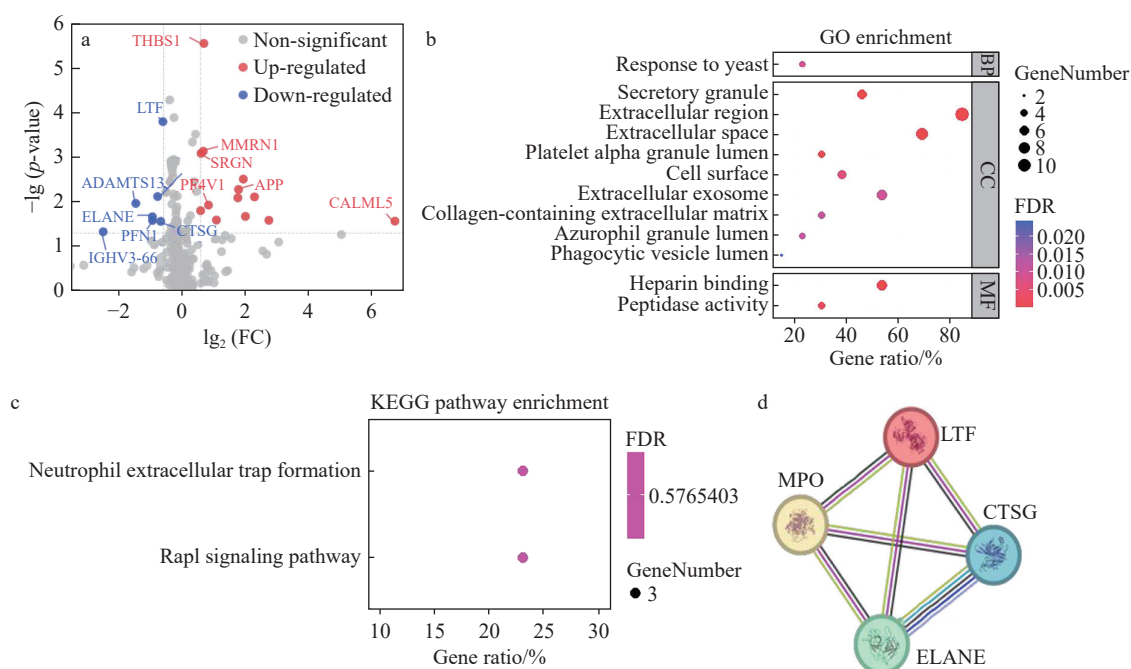 a
6
5
4
3
2
1
0
−lg (p-value)
THBS1
Non-significant
Up-regulated
Down-regulated
LTF
MMRN1
SRGN
ADAMTS13
PF4V1
APP
CALML5
ELANE
PFN1
CTSG
IGHV3-66
−2
0
2
4
6
lg2 (FC)
b
GO enrichment
Response to yeast
BP
Secretory granule
Extracellular region
Extracellular space
Platelet alpha granule lumen
Cell surface
Extracellular exosome
Collagen-containing extracellular matrix
Azurophil granule lumen
Phagocytic vesicle lumen
CC
Heparin binding
Peptidase activity
MF
20
40
60
80
Gene ratio/%
GeneNumber
2
4
6
8
10
FDR
0.020
0.015
0.010
0.005
c
KEGG pathway enrichment
Neutrophil extracellular trap formation
Rapl signaling pathway
10
15
20
25
30
Gene ratio/%
FDR
0.5765403
GeneNumber
3
d
LTF
MPO
CTSG
ELANE